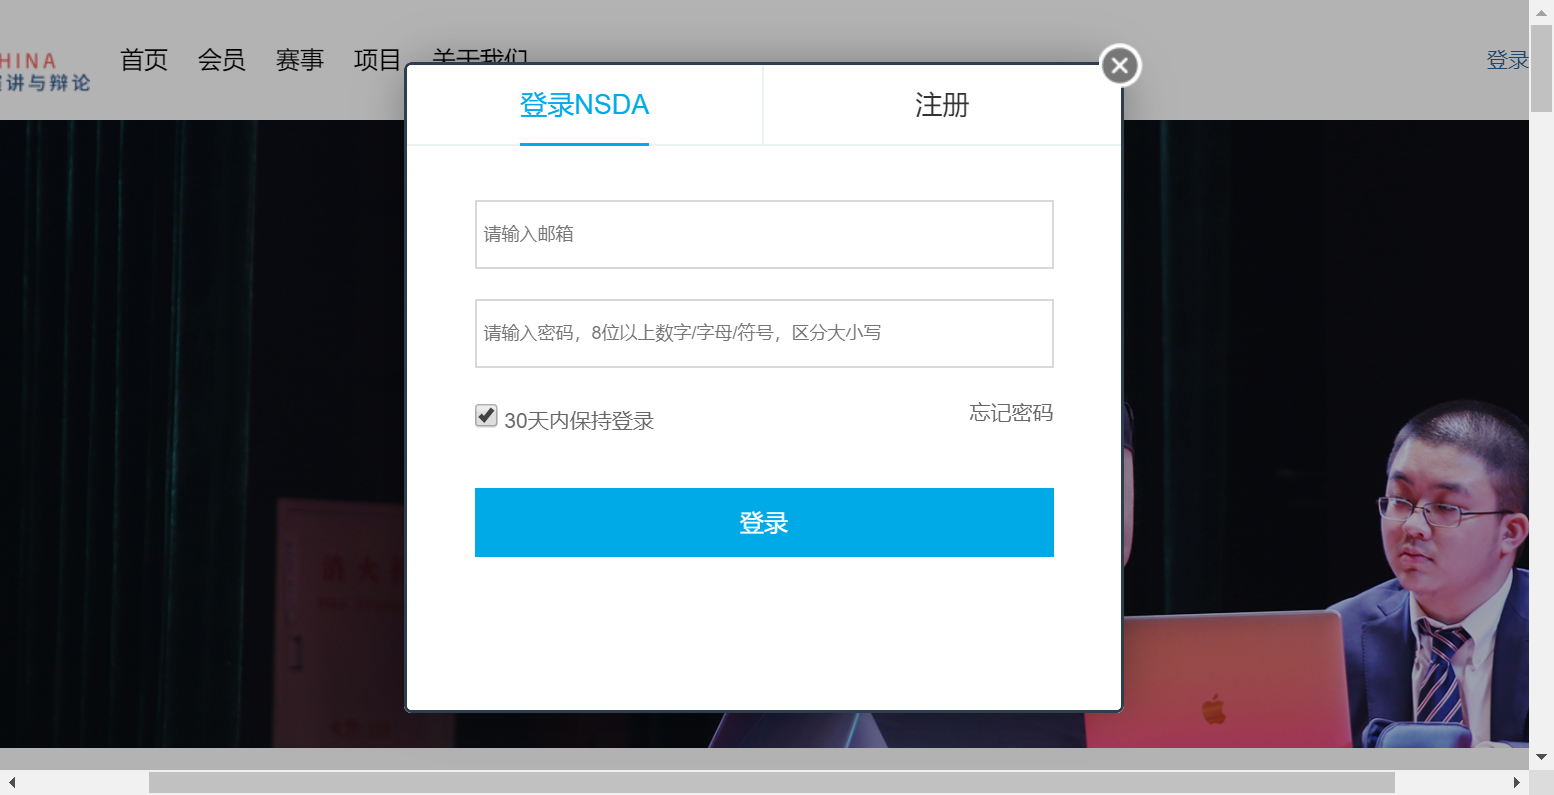 HINA
讲与辩论
首页 会员 赛事 项目 关于我们
登录
登录NSDA
注册
请输入邮箱
请输入密码，8位以上数字/字母/符号，区分大小写
30天内保持登录
忘记密码
登录